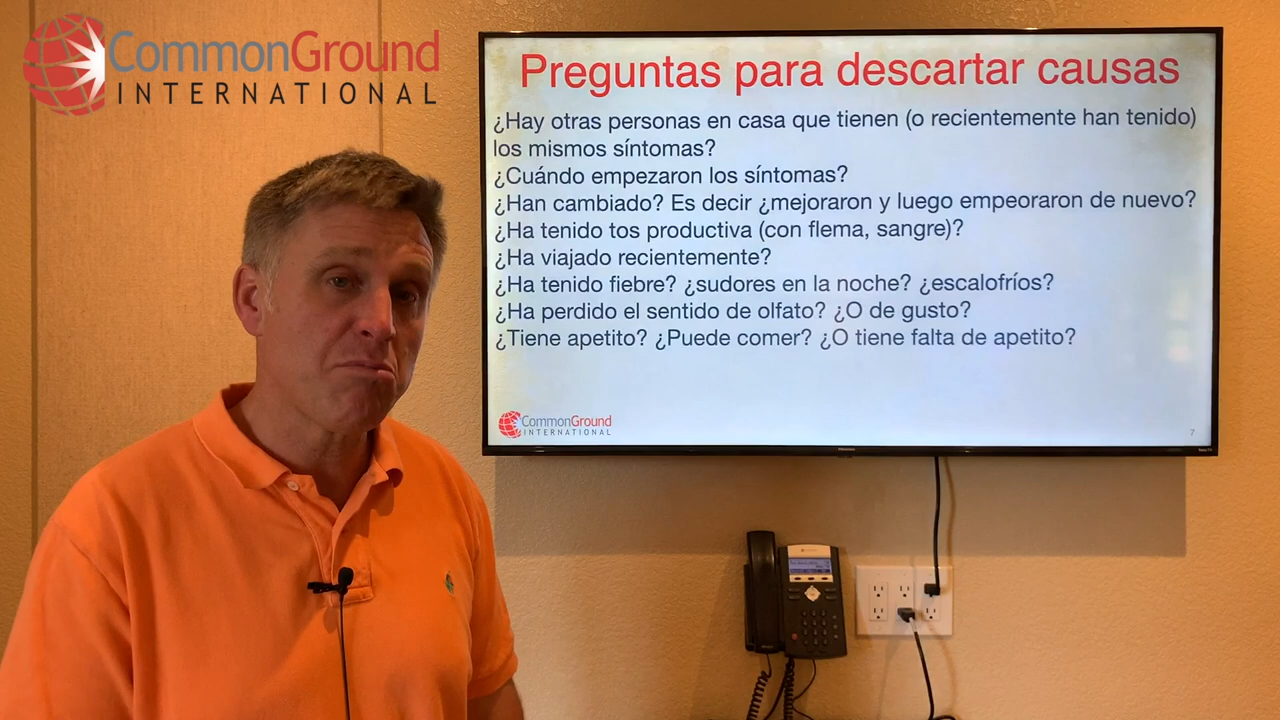 CommonGround
INTERNATIONAL
Preguntas para descartar causas
¿Hay otras personas en casa que tienen (o recientemente han tenido)
los mismos síntomas?
¿Cuándo empezaron los síntomas?
¿Han cambiado? Es decir ¿mejoraron y luego empeoraron de nuevo?
¿Ha tenido tos productiva (con flema, sangre)?
¿Ha viajado recientemente?
¿Ha tenido fiebre? ¿sudores en la noche? ¿escalofríos?
¿Ha perdido el sentido de olfato? ¿O de gusto?
¿Tiene apetito? ¿Puede comer? ¿O tiene falta de apetito?
CommonGround
INTERNATIONAL
7